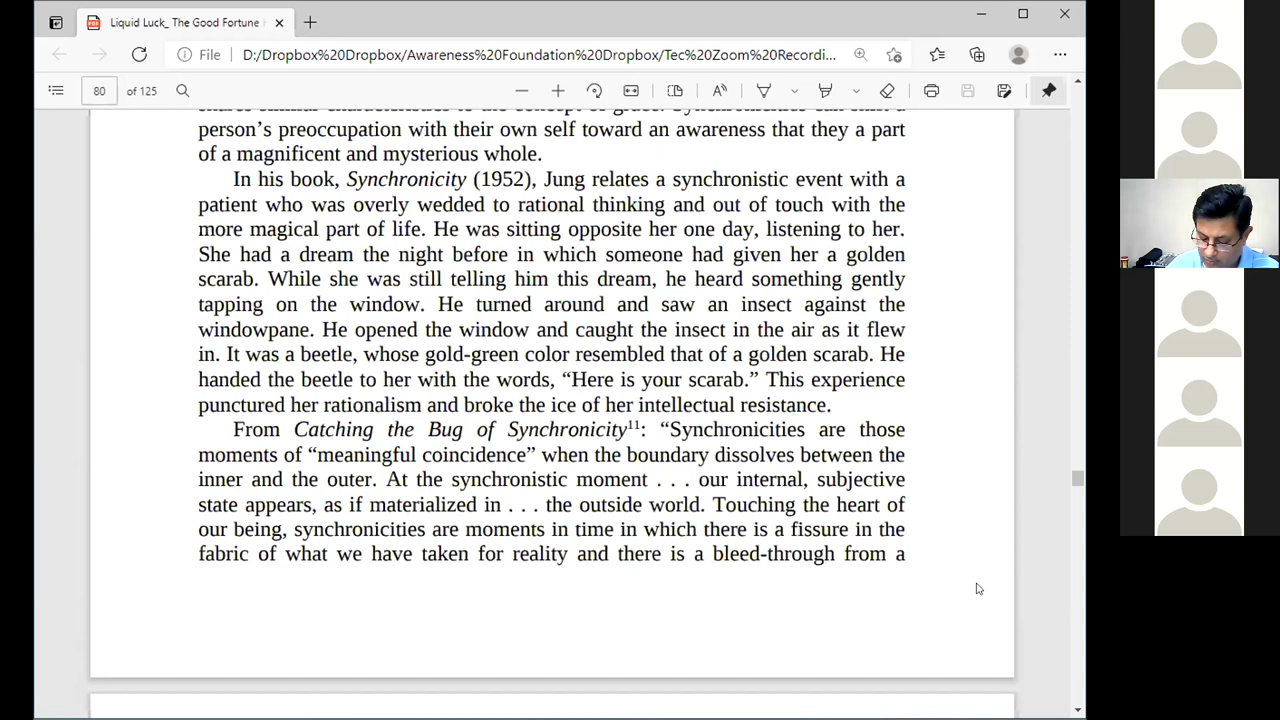 Liquid Luck_ The Good Fortune
File
D:/Dropbox%20Dropbox/Awareness%20Foundation%20Dropbox/Tec%20Zoom%20Recordi...
80 of 125
person’s preoccupation with their own self toward an awareness that they a part
of a magnificent and mysterious whole.
In his book, Synchronicity (1952), Jung relates a synchronistic event with a
patient who was overly wedded to rational thinking and out of touch with the
more magical part of life. He was sitting opposite her one day, listening to her.
She had a dream the night before in which someone had given her a golden
scarab. While she was still telling him this dream, he heard something gently
tapping on the window. He turned around and saw an insect against the
windowpane. He opened the window and caught the insect in the air as it flew
in. It was a beetle, whose gold-green color resembled that of a golden scarab. He
handed the beetle to her with the words, “Here is your scarab.” This experience
punctured her rationalism and broke the ice of her intellectual resistance.
From Catching the Bug of Synchronicity¹¹: “Synchronicities are those
moments of “meaningful coincidence” when the boundary dissolves between the
inner and the outer. At the synchronistic moment . . . our internal, subjective
state appears, as if materialized in . . . the outside world. Touching the heart of
our being, synchronicities are moments in time in which there is a fissure in the
fabric of what we have taken for reality and there is a bleed-through from a